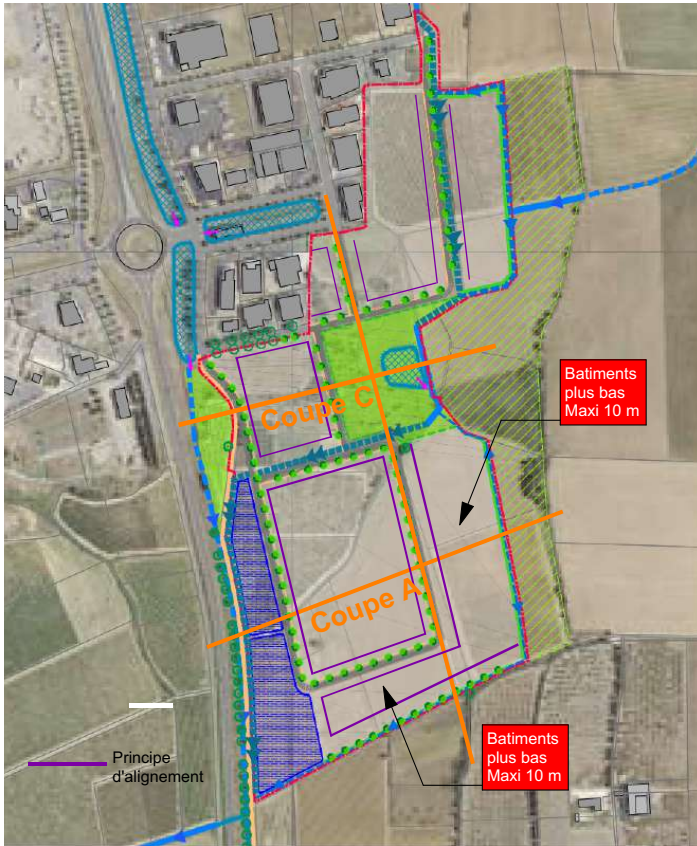 Batiments
plus bas
Maxi 10 m
Coupe C
Coupe A
Principe
d'alignement
Batiments
plus bas
Maxi 10 m